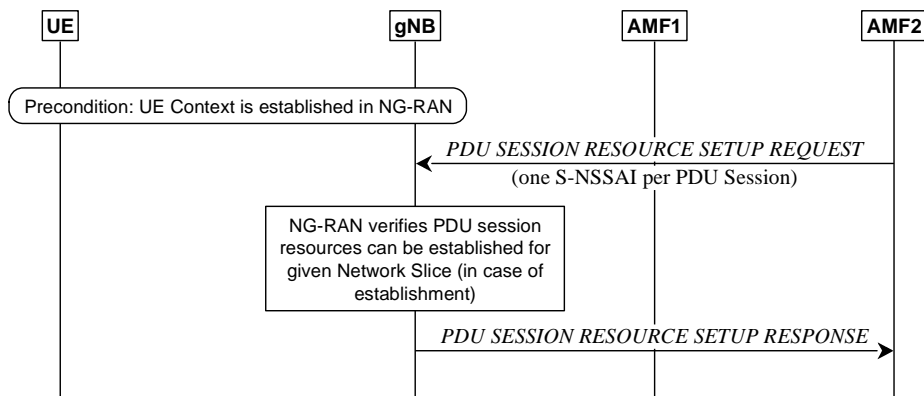 UE
gNB
AMF1
AMF2
Precondition: UE Context is established in NG-RAN
PDU SESSION RESOURCE SETUP REQUEST
(one S-NSSAI per PDU Session)
NG-RAN verifies PDU session
resources can be established for
given Network Slice (in case of
establishment)
PDU SESSION RESOURCE SETUP RESPONSE